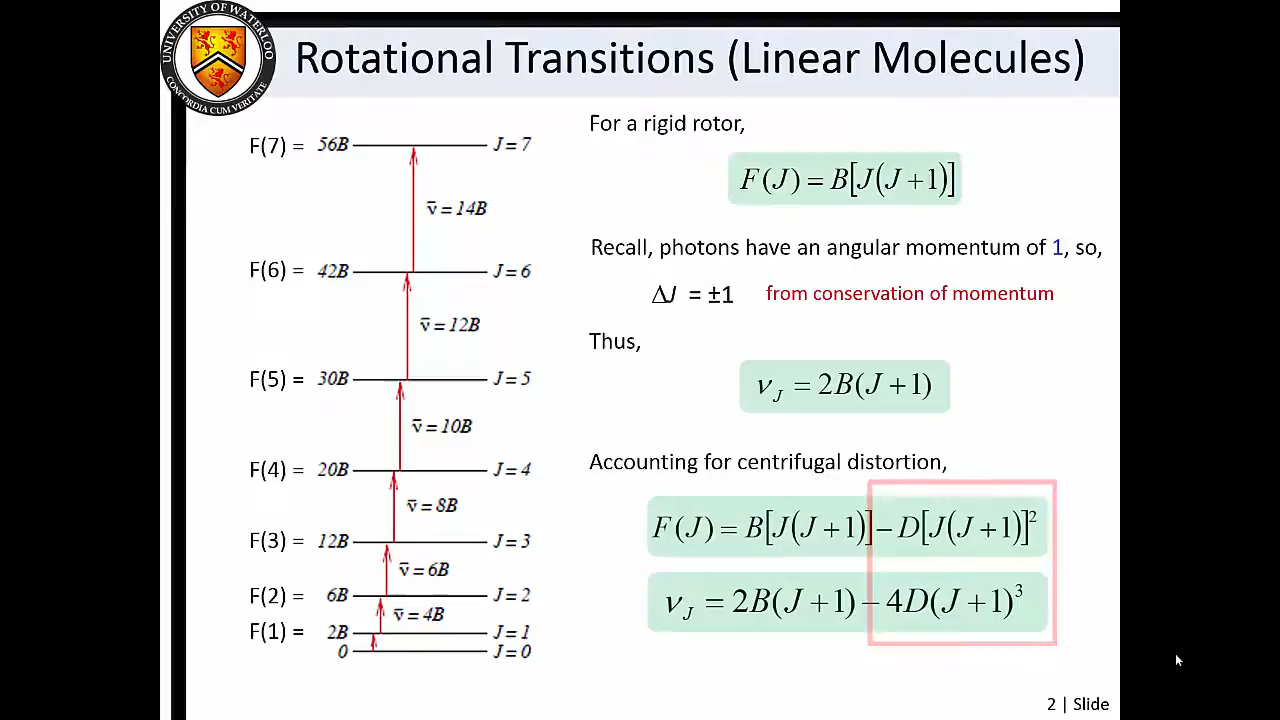 UNIVERSITY OF WATERLOO
CONCORDIA CUM VERITATE
Rotational Transitions (Linear Molecules)
F(7) = 56B J = 7
ν̄ = 14B
F(6) = 42B J = 6
ν̄ = 12B
F(5) = 30B J = 5
ν̄ = 10B
F(4) = 20B J = 4
ν̄ = 8B
F(3) = 12B J = 3
ν̄ = 6B
F(2) = 6B J = 2
ν̄ = 4B
F(1) = 2B J = 1
0 J = 0
For a rigid rotor,
F(J) = B[J(J+1)]
Recall, photons have an angular momentum of 1, so,
ΔJ = ±1 from conservation of momentum
Thus,
ν_J = 2B(J+1)
Accounting for centrifugal distortion,
F(J) = B[J(J+1)] − D[J(J+1)]²
ν_J = 2B(J+1) − 4D(J+1)³
2 | Slide